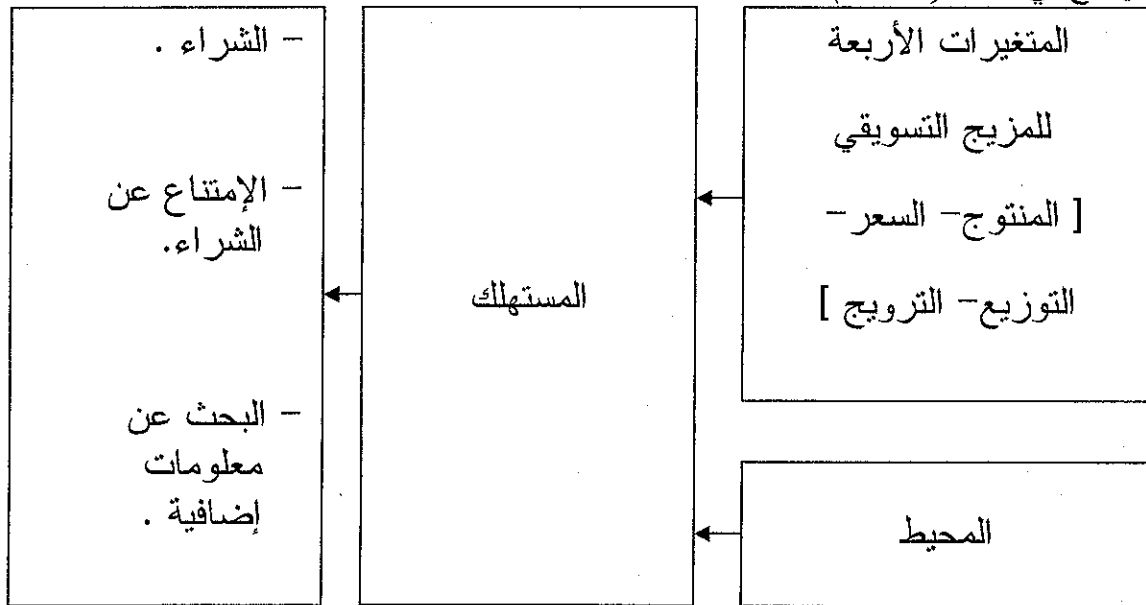 المتغيرات الأربعة
للمزيج التسويقي
[ المنتوج- السعر-
التوزيع- الترويج ]
المحيط
المستهلك
- الشراء .
- الإمتناع عن
الشراء.
- البحث عن
معلومات
إضافية .